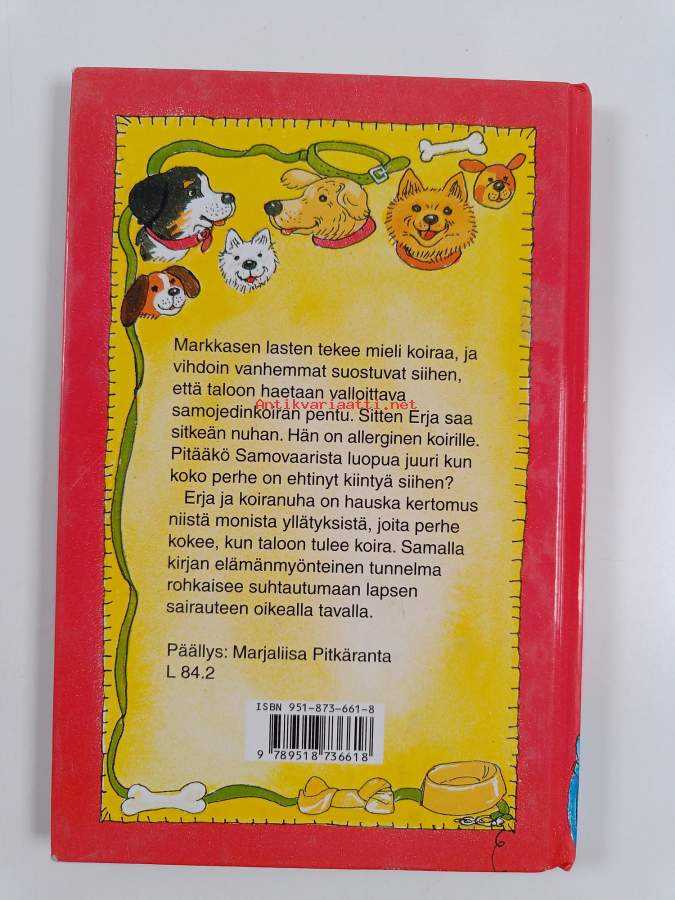 Markkasen lasten tekee mieli koiraa, ja
vihdoin vanhemmat suostuvat siihen,
että taloon haetaan valloittava
Antikvariaatti.net
samojedinkoiran pentu. Sitten Erja saa
sitkeän nuhan. Hän on allerginen koirille.
Pitääkö Samovaarista luopua juuri kun
koko perhe on ehtinyt kiintyä siihen?
Erja ja koiranuha on hauska kertomus
niistä monista yllätyksistä, joita perhe
kokee, kun taloon tulee koira. Samalla
kirjan elämänmyönteinen tunnelma
rohkaisee suhtautumaan lapsen
sairauteen oikealla tavalla.
Päällys: Marjaliisa Pitkäranta
L 84.2
ISBN 951-873-661-8
9 789518 736618